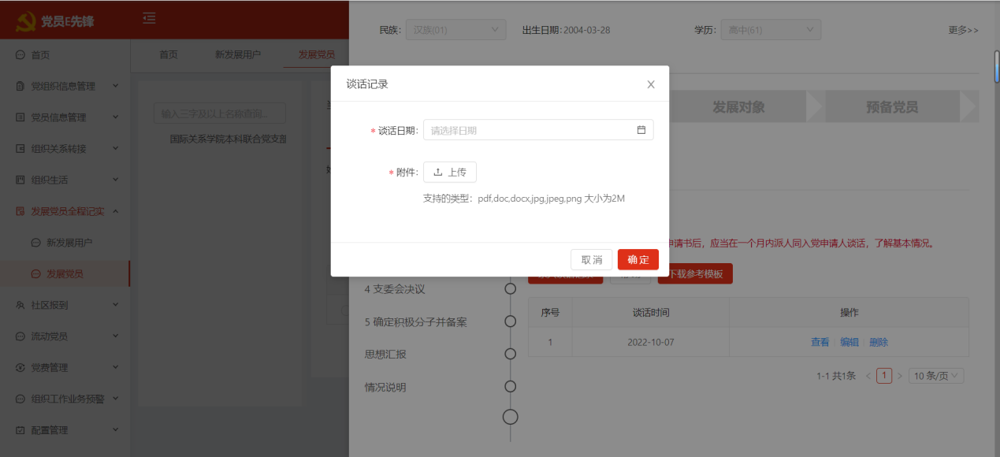 党员E先锋
民族: 汉族(01)
出生日期:2004-03-28
学历: 高中(61)
更多>>
首页
首页
新发展用户
发展党员
党组织信息管理
谈话记录
输入三字及以上名称查询...
发展对象
预备党员
党员信息管理
* 谈话日期: 请选择日期
国际关系学院本科联合党支部
组织关系转接
* 附件: 上传
组织生活
支持的类型：pdf,doc,docx,jpg,jpeg,png 大小为2M
发展党员全程记实
新发展用户
申请书后，应当在一个月内派人同入党申请人谈话，了解基本情况。
取消
确定
发展党员
下载参考模板
4 支委会决议
社区报到
序号
谈话时间
操作
5 确定积极分子并备案
流动党员
1
2022-10-07
查看
编辑
删除
思想汇报
党费管理
1-1 共1条
<
1
>
10 条/页
情况说明
组织工作业务预警
配置管理